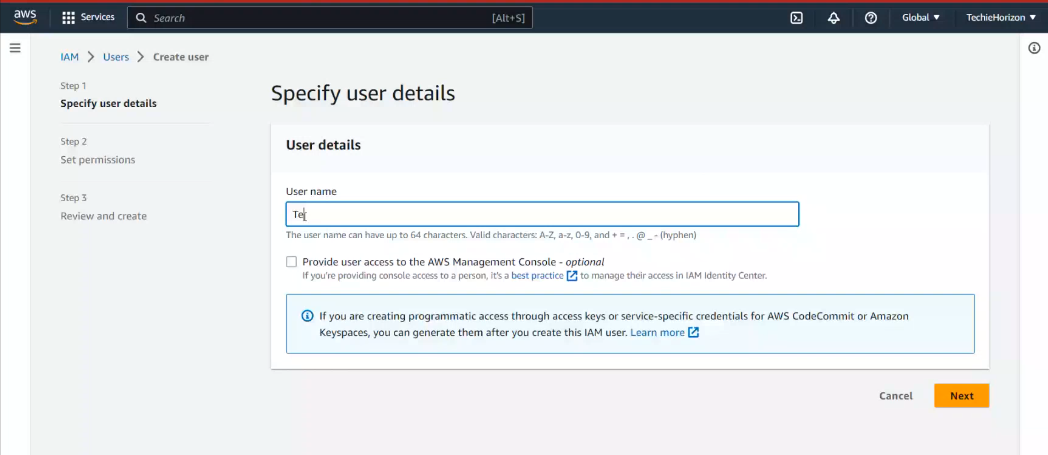 aws
Services
Search
[Alt+S]
Global
TechieHorizon
IAM
Users
Create user
Step 1
Specify user details
Step 2
Set permissions
Step 3
Review and create
Specify user details
User details
User name
Te
The user name can have up to 64 characters. Valid characters: A-Z, a-z, 0-9, and + = , . @ _ - (hyphen)
Provide user access to the AWS Management Console - optional
If you're providing console access to a person, it's a best practice to manage their access in IAM Identity Center.
If you are creating programmatic access through access keys or service-specific credentials for AWS CodeCommit or Amazon
Keyspaces, you can generate them after you create this IAM user. Learn more
Cancel
Next